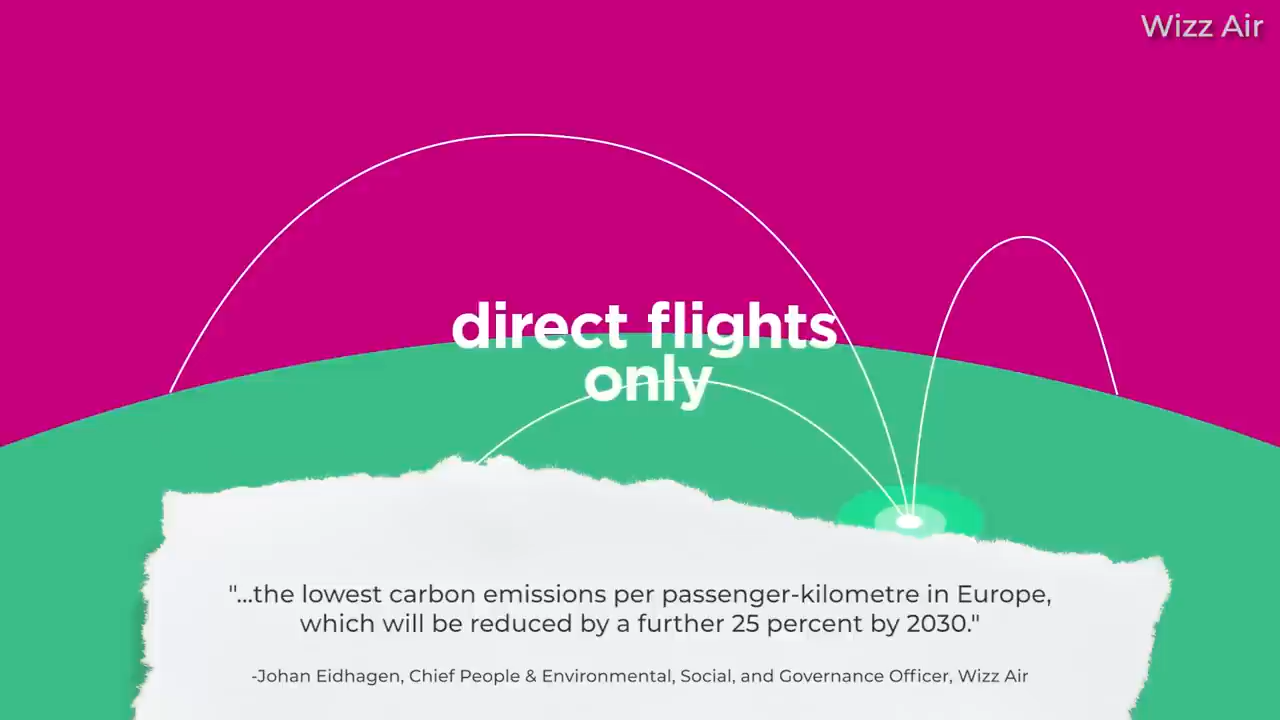 Wizz Air
direct flights
only
"...the lowest carbon emissions per passenger-kilometre in Europe,
which will be reduced by a further 25 percent by 2030."
-Johan Eidhagen, Chief People & Environmental, Social, and Governance Officer, Wizz Air